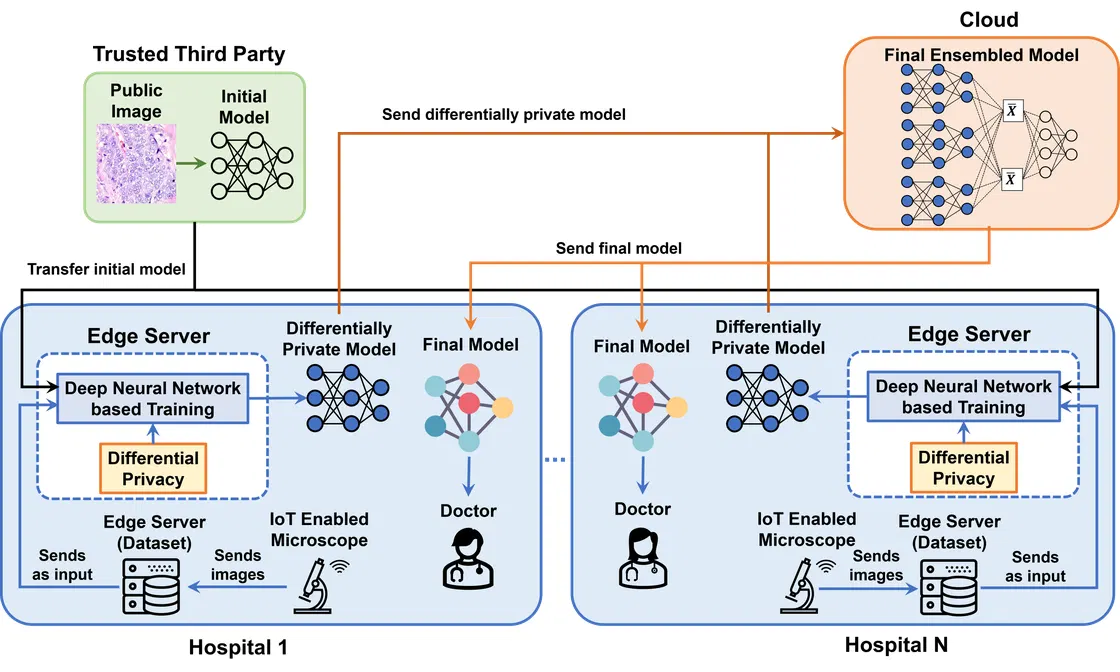 Cloud
Trusted Third Party
Final Ensembled Model
Public
Image
Initial
Model
Send differentially private model
X̅
X̅
Send final model
Transfer initial model
Edge Server
Differentially
Private Model
Final Model
Deep Neural Network
based Training
Differential
Privacy
Edge Server
(Dataset)
IoT Enabled
Microscope
Doctor
Sends
as input
Sends
images
Hospital 1
...
Final Model
Differentially
Private Model
Edge Server
Deep Neural Network
based Training
Differential
Privacy
Doctor
IoT Enabled
Microscope
Edge Server
(Dataset)
Sends
images
Sends
as input
Hospital N